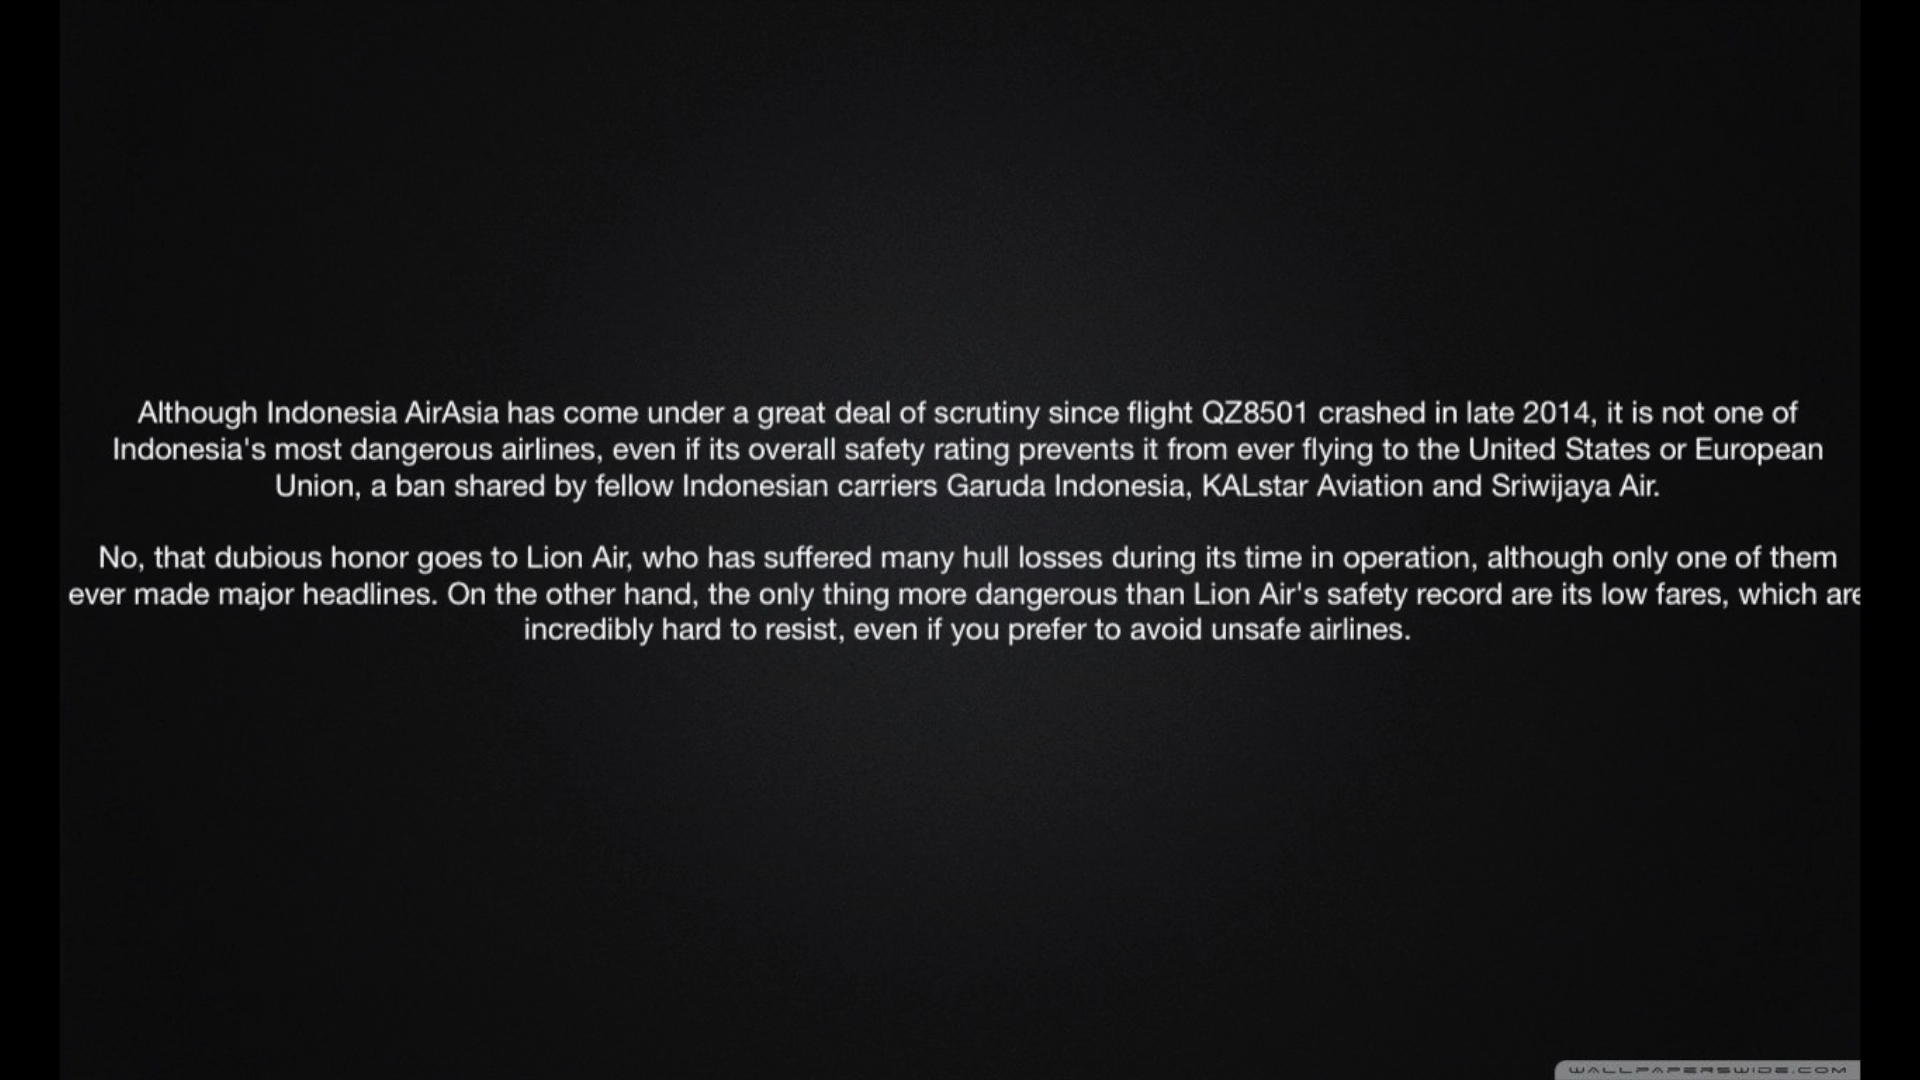 Although Indonesia AirAsia has come under a great deal of scrutiny since flight QZ8501 crashed in late 2014, it is not one of
Indonesia's most dangerous airlines, even if its overall safety rating prevents it from ever flying to the United States or European
Union, a ban shared by fellow Indonesian carriers Garuda Indonesia, KALstar Aviation and Sriwijaya Air.
No, that dubious honor goes to Lion Air, who has suffered many hull losses during its time in operation, although only one of them
ever made major headlines. On the other hand, the only thing more dangerous than Lion Air's safety record are its low fares, which are
incredibly hard to resist, even if you prefer to avoid unsafe airlines.
WALLPAPERSWIDE.COM